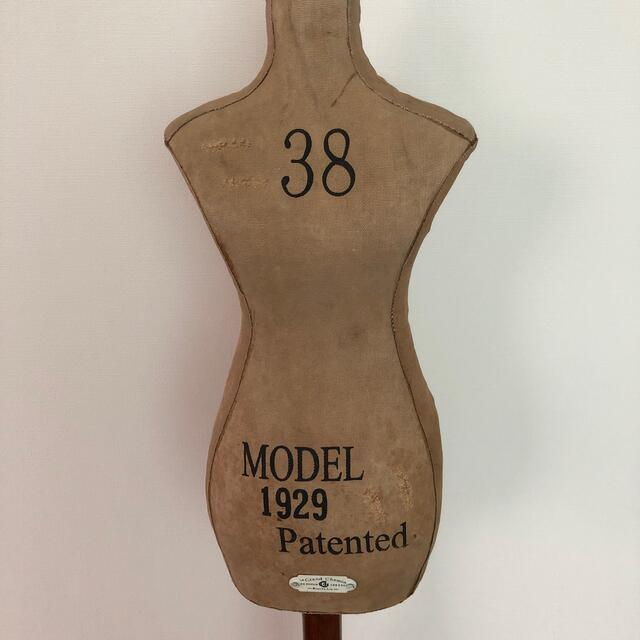 38
MODEL
1929
Patented